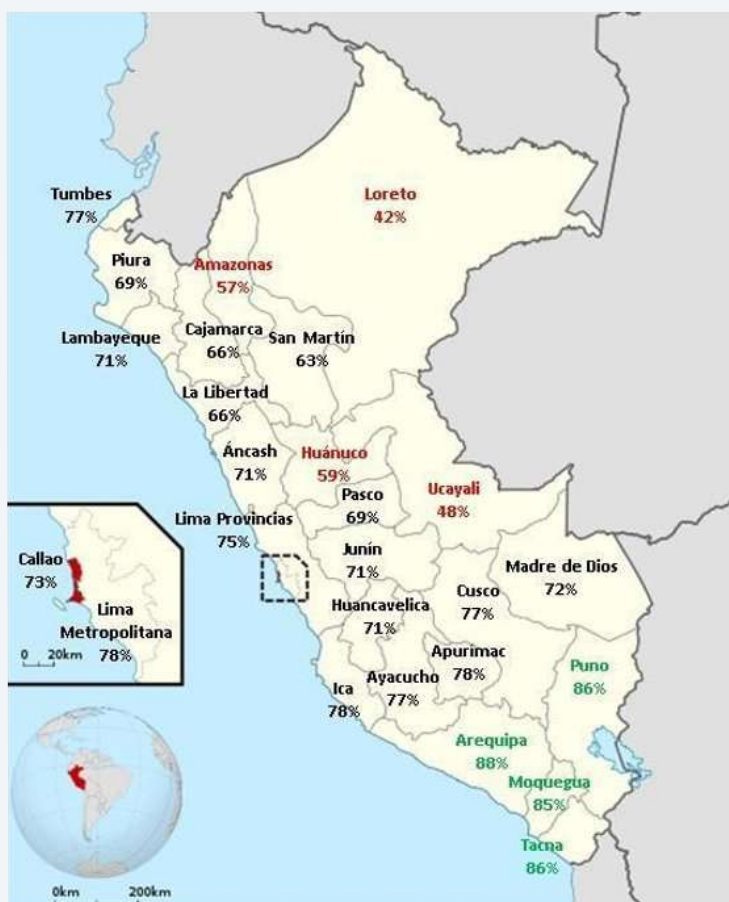 Tumbes
77%
Loreto
42%
Piura
69%
Amazonas
57%
Lambayeque
71%
Cajamarca
66%
San Martín
63%
La Libertad
66%
Áncash
71%
Huánuco
59%
Pasco
69%
Ucayali
48%
Lima Provincias
75%
Junín
71%
Madre de Dios
72%
Callao
73%
Lima
Metropolitana
78%
0 20km
Huancavelica
71%
Cusco
77%
Ica
78%
Ayacucho
77%
Apurimac
78%
Puno
86%
Arequipa
88%
Moquegua
85%
Tacna
86%
0km 200km